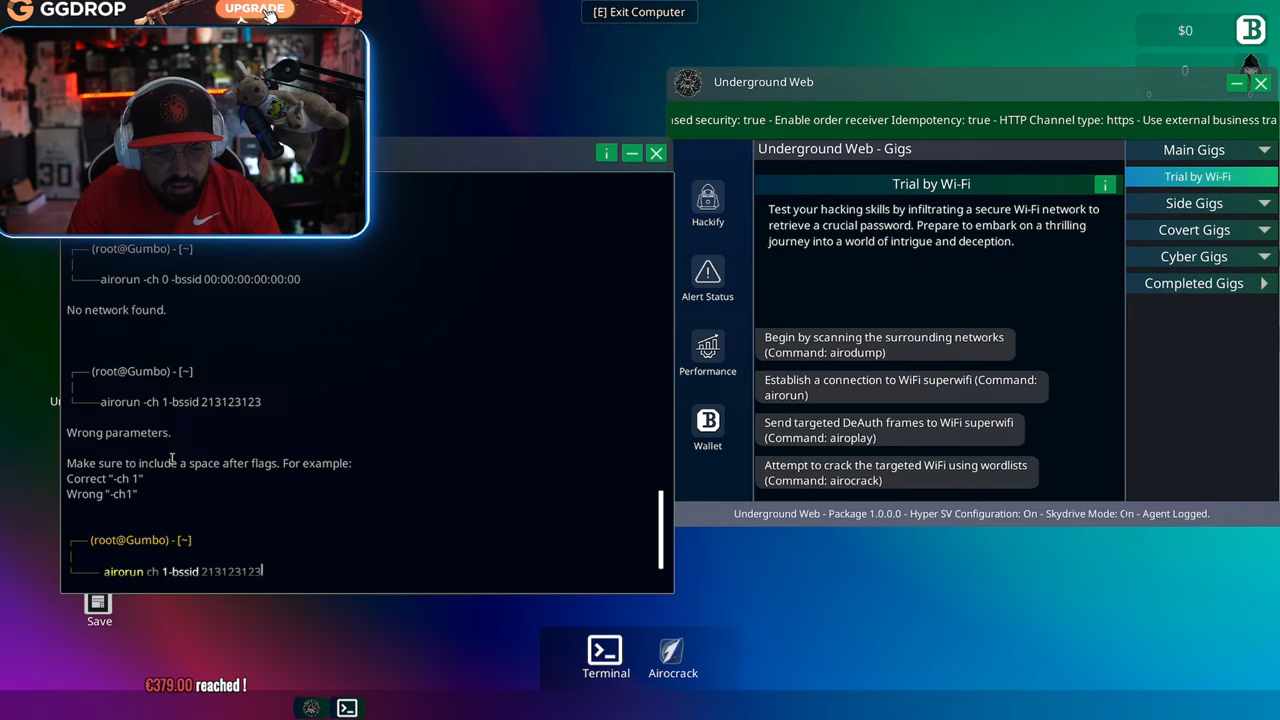 GGDROP
UPGRADE
[E] Exit Computer
$0
B
0
0
0
Underground Web
sed security: true - Enable order receiver Idempotency: true - HTTP Channel type: https - Use external business tra
Underground Web - Gigs
Main Gigs
Trial by Wi-Fi
Side Gigs
Covert Gigs
Cyber Gigs
Completed Gigs
Trial by Wi-Fi
i
Test your hacking skills by infiltrating a secure Wi-Fi network to
retrieve a crucial password. Prepare to embark on a thrilling
journey into a world of intrigue and deception.
Hackify
Alert Status
Performance
B
Wallet
Begin by scanning the surrounding networks
(Command: airodump)
Establish a connection to WiFi superwifi (Command:
airorun)
Send targeted DeAuth frames to WiFi superwifi
(Command: airoplay)
Attempt to crack the targeted WiFi using wordlists
(Command: airocrack)
Underground Web - Package 1.0.0.0 - Hyper SV Configuration: On - Skydrive Mode: On - Agent Logged.
i
(root@Gumbo) - [~]
airorun -ch 0 -bssid 00:00:00:00:00:00
No network found.
(root@Gumbo) - [~]
airorun -ch 1-bssid 213123123
Wrong parameters.
Make sure to include a space after flags. For example:
Correct "-ch 1"
Wrong "-ch1"
(root@Gumbo) - [~]
airorun ch 1-bssid 213123123
Un
Save
Terminal
Airocrack
€379.00 reached !